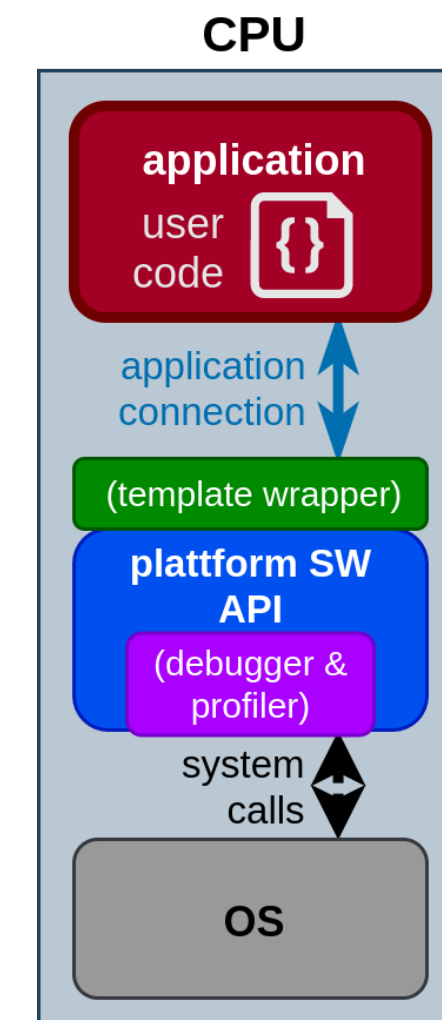 CPU
application
user
code
{}
application
connection
(template wrapper)
plattform SW
API
(debugger &
profiler)
system
calls
OS